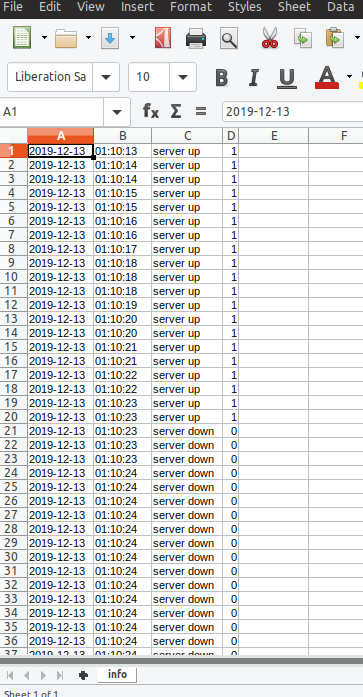 File Edit View Insert Format Styles Sheet Data
Liberation Sa 10 B I U A
A1 fx Σ = 2019-12-13
A B C D E F
1 2019-12-13 01:10:13 server up 1
2 2019-12-13 01:10:14 server up 1
3 2019-12-13 01:10:14 server up 1
4 2019-12-13 01:10:15 server up 1
5 2019-12-13 01:10:15 server up 1
6 2019-12-13 01:10:16 server up 1
7 2019-12-13 01:10:16 server up 1
8 2019-12-13 01:10:17 server up 1
9 2019-12-13 01:10:18 server up 1
10 2019-12-13 01:10:18 server up 1
11 2019-12-13 01:10:18 server up 1
12 2019-12-13 01:10:19 server up 1
13 2019-12-13 01:10:20 server up 1
14 2019-12-13 01:10:20 server up 1
15 2019-12-13 01:10:21 server up 1
16 2019-12-13 01:10:21 server up 1
17 2019-12-13 01:10:22 server up 1
18 2019-12-13 01:10:22 server up 1
19 2019-12-13 01:10:23 server up 1
20 2019-12-13 01:10:23 server up 1
21 2019-12-13 01:10:23 server down 0
22 2019-12-13 01:10:23 server down 0
23 2019-12-13 01:10:23 server down 0
24 2019-12-13 01:10:24 server down 0
25 2019-12-13 01:10:24 server down 0
26 2019-12-13 01:10:24 server down 0
27 2019-12-13 01:10:24 server down 0
28 2019-12-13 01:10:24 server down 0
29 2019-12-13 01:10:24 server down 0
30 2019-12-13 01:10:24 server down 0
31 2019-12-13 01:10:24 server down 0
32 2019-12-13 01:10:24 server down 0
33 2019-12-13 01:10:24 server down 0
34 2019-12-13 01:10:24 server down 0
35 2019-12-13 01:10:24 server down 0
36 2019-12-13 01:10:24 server down 0
37 2019-12-13 01:10:24 server down 0
info
Sheet 1 of 1